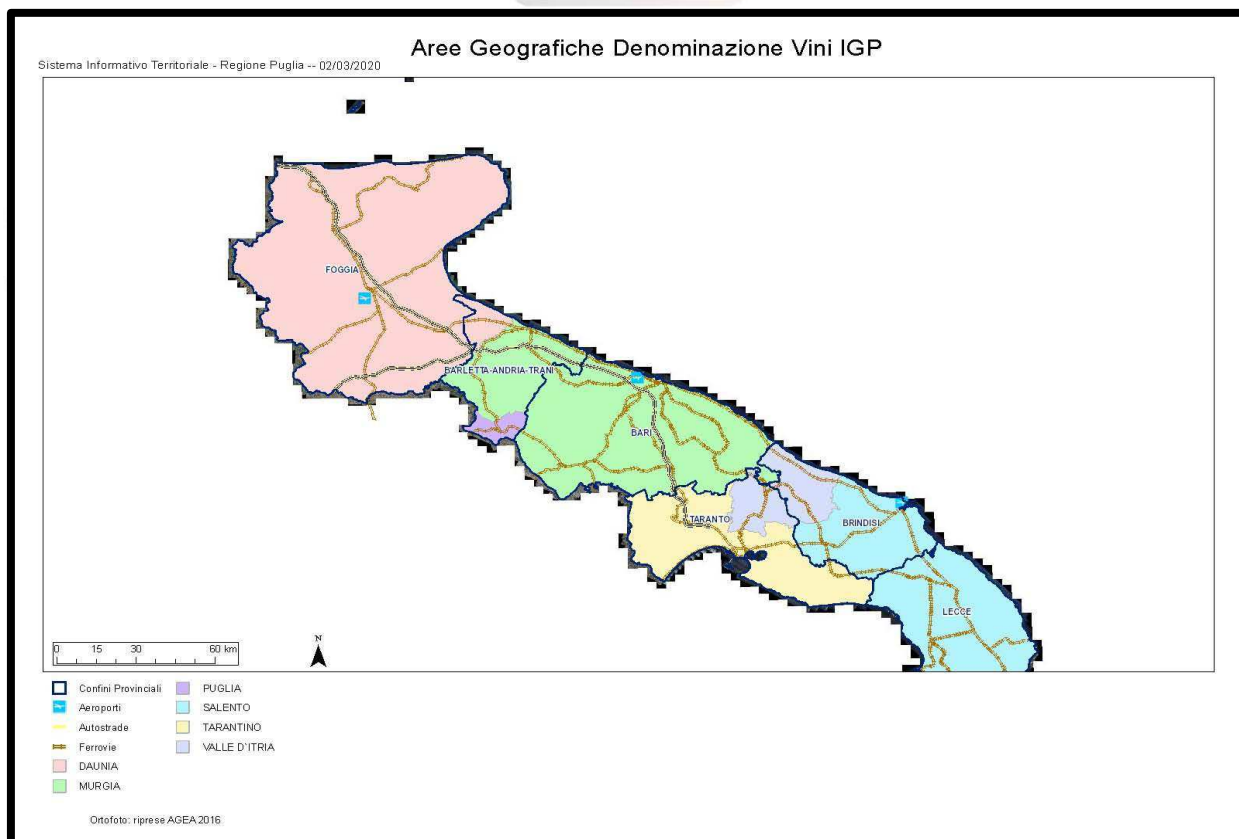 Aree Geografiche Denominazione Vini IGP
Sistema Informativo Territoriale - Regione Puglia -- 02/03/2020
FOGGIA
BARLETTA-ANDRIA-TRANI
BARI
TARANTO
BRINDISI
LECCE
0 15 30 60 km
N
Confini Provinciali
Aeroporti
Autostrade
Ferrovie
DAUNIA
MURGIA
PUGLIA
SALENTO
TARANTINO
VALLE D'ITRIA
Ortofoto: riprese AGEA 2016